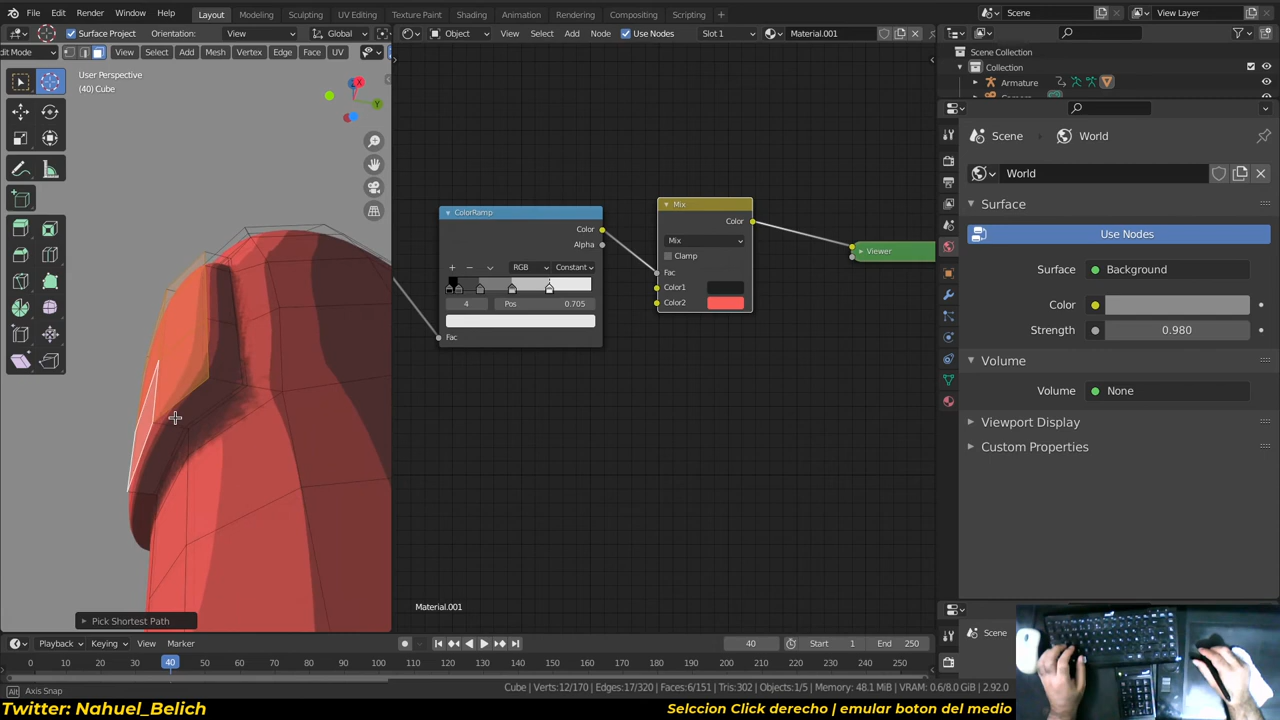 File Edit Render Window Help Layout Modeling Sculpting UV Editing Texture Paint Shading Animation Rendering Compositing Scripting + Scene View Layer
Surface Project Orientation: View Global Object View Select Add Node Use Nodes Slot 1 Material.001
dit Mode View Select Add Mesh Vertex Edge Face UV Scene Collection
User Perspective Collection
(40) Cube Armature
X
Y
Scene World
World
Surface
Use Nodes
Surface: Background
Color
Strength 0.980
Volume
Volume None
Viewport Display
Custom Properties
ColorRamp
Color
Alpha
RGB Constant
4 Pos 0.705
Fac
Mix
Color
Mix
Clamp
Fac
Color1
Color2
Viewer
Material.001
Pick Shortest Path
Playback Keying View Marker 40 Start 1 End 250
0 10 20 30 40 50 60 70 80 90 100 110 120 130 140 150 160 170 180 190 200 210 220 230 240 250
Scene
Axis Snap Cube | Verts:12/170 | Edges:17/320 | Faces:6/151 | Tris:302 | Objects:1/5 | Memory: 48.1 MiB | VRAM: 0.6/8.0 GiB | 2.92.0
Twitter: Nahuel_Belich Selccion Click derecho | emular boton del medio